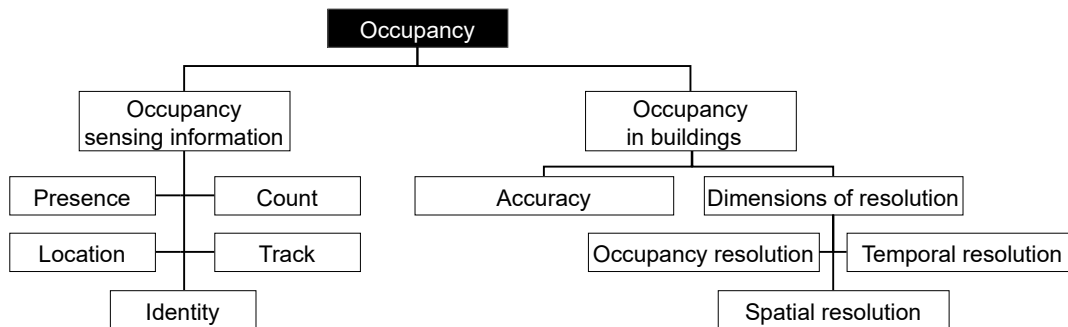 Occupancy
Occupancy
sensing information
Occupancy
in buildings
Presence
Count
Accuracy
Dimensions of resolution
Location
Track
Occupancy resolution
Temporal resolution
Identity
Spatial resolution